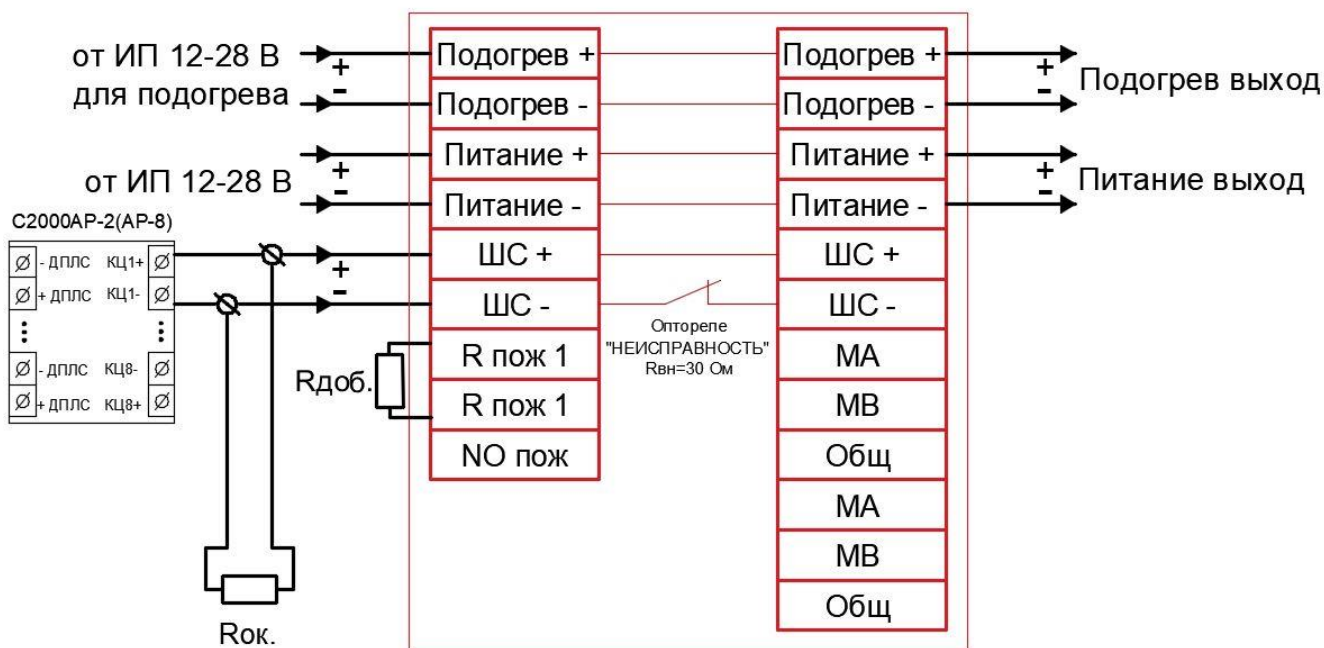 от ИП 12-28 В
для подогрева
+
-
от ИП 12-28 В
+
-
С2000АР-2(АР-8)
- ДПЛС КЦ1+
+ ДПЛС КЦ1-
- ДПЛС КЦ8-
+ ДПЛС КЦ8+
+
-
Rдоб.
Rок.
Подогрев +
Подогрев -
Питание +
Питание -
ШС +
ШС -
R пож 1
R пож 1
NO пож
Оптореле
"НЕИСПРАВНОСТЬ"
Rвн=30 Ом
Подогрев +
Подогрев -
Питание +
Питание -
ШС +
ШС -
МА
МВ
Общ
МА
МВ
Общ
+
-
Подогрев выход
+
-
Питание выход